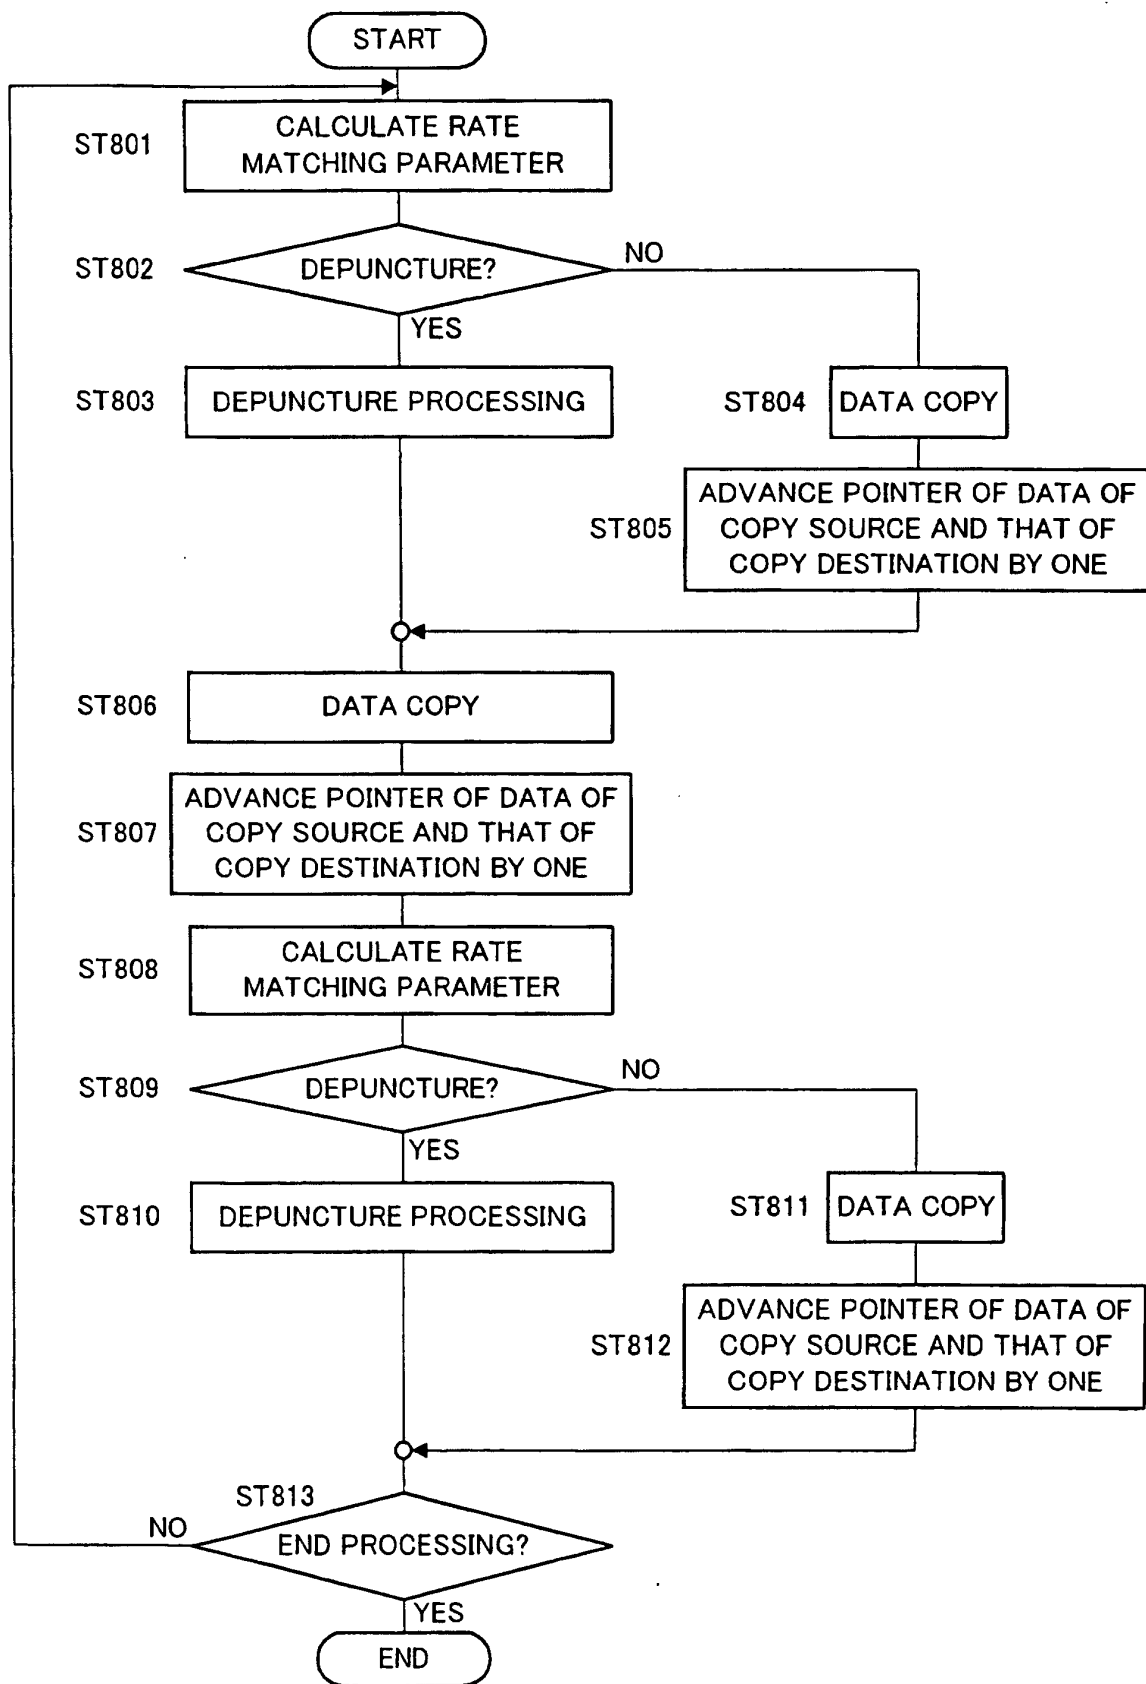 START
ST801
CALCULATE RATE
MATCHING PARAMETER
ST802
DEPUNCTURE?
NO
YES
ST803
DEPUNCTURE PROCESSING
ST804
DATA COPY
ST805
ADVANCE POINTER OF DATA OF
COPY SOURCE AND THAT OF
COPY DESTINATION BY ONE
ST806
DATA COPY
ST807
ADVANCE POINTER OF DATA OF
COPY SOURCE AND THAT OF
COPY DESTINATION BY ONE
ST808
CALCULATE RATE
MATCHING PARAMETER
ST809
DEPUNCTURE?
NO
YES
ST810
DEPUNCTURE PROCESSING
ST811
DATA COPY
ST812
ADVANCE POINTER OF DATA OF
COPY SOURCE AND THAT OF
COPY DESTINATION BY ONE
ST813
END PROCESSING?
NO
YES
END